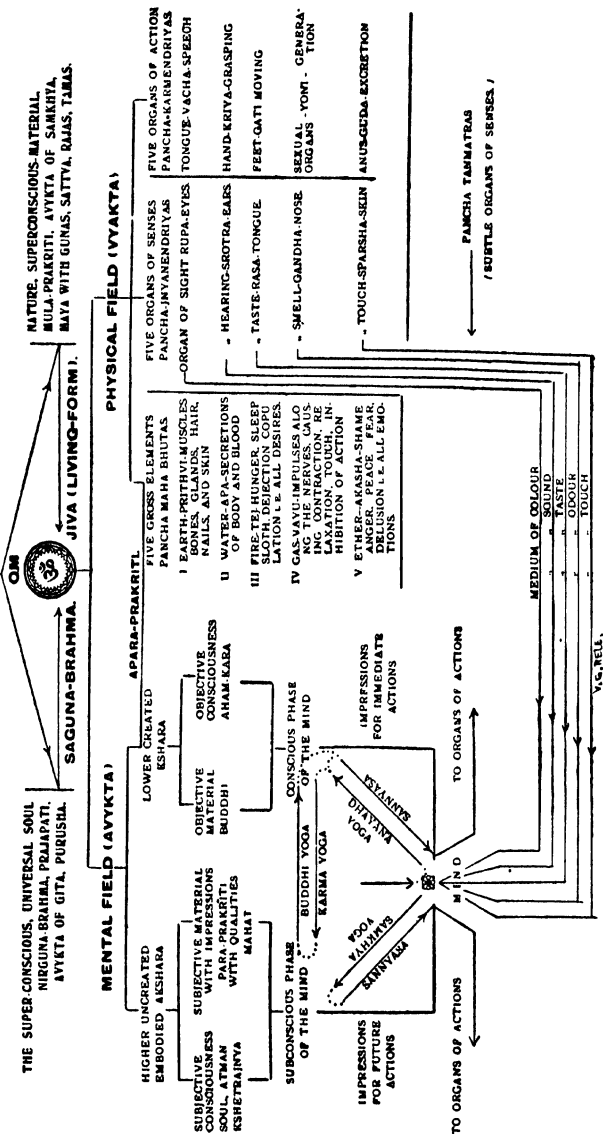 THE SUPER-CONSCIOUS, UNIVERSAL SOUL
NIRGUNA-BRAHMA, PRAJAPATI,
AVYKTA OF GITA, PURUSHA.
OM
ॐ
NATURE, SUPERCONSCIOUS-MATERIAL,
MULA-PRAKRITI, AVYKTA OF SAMKHYA,
MAYA WITH GUNAS, SATTVA, RAJAS, TAMAS.
SAGUNA-BRAHMA.
JIVA (LIVING-FORM).
MENTAL FIELD (AVYKTA)
PHYSICAL FIELD (VYAKTA)
APARA-PRAKRITI.
HIGHER UNCREATED
EMBODIED AKSHARA
LOWER CREATED
KSHARA
SUBJECTIVE
CONSCIOUSNESS
SOUL, ATMAN
KSHETRAJNYA
SUBJECTIVE MATERIAL
WITH IMPRESSIONS
PARA-PRAKRITI
WITH QUALITIES
MAHAT
OBJECTIVE
MATERIAL
BUDDHI
OBJECTIVE
CONSCIOUSNESS
AHAM-KARA
SUBCONSCIOUS PHASE
OF THE MIND
CONSCIOUS PHASE
OF THE MIND
BUDDHI YOGA
KARMA YOGA
IMPRESSIONS
FOR FUTURE
ACTIONS
SAMKHYA
YOGA
SANNYASA
DHAYANA
YOGA
SANNYASA
IMPRESSIONS
FOR IMMEDIATE
ACTIONS
MIND
TO ORGANS OF ACTIONS
TO ORGANS OF ACTIONS
FIVE GROSS ELEMENTS
PANCHA MAHA BHUTAS
I EARTH-PRITHVI-MUSCLES
BONES, GLANDS, HAIR,
NAILS, AND SKIN
II WATER-APA-SECRETIONS
OF BODY AND BLOOD
III FIRE-TEJ-HUNGER, SLEEP
SLOTH, DEJECTION COPU
LATION I.E. ALL DESIRES.
IV GAS-VAYU-IMPULSES ALO
NG THE NERVES, CAUS-
ING CONTRACTION, RE
LAXATION, TOUCH, IN-
HIBITION OF ACTION
V ETHER-AKASHA-SHAME
ANGER, PEACE FEAR,
DELUSION I.E. ALL EMO-
TIONS.
FIVE ORGANS OF SENSES
PANCHA-JNYANENDRIYAS
ORGAN OF SIGHT RUPA-EYES
" HEARING-SROTRA-EARS
" TASTE-RASA-TONGUE
" SMELL-GANDHA-NOSE
" TOUCH-SPARSHA-SKIN
FIVE ORGANS OF ACTION
PANCHA-KARMENDRIYAS
TONGUE-VACHA-SPEECH
HAND-KRIYA-GRASPING
FEET-GATI MOVING
SEXUAL -YONI - GENERA-
ORGANS TION
ANUS-GUDA-EXCRETION
MEDIUM OF COLOUR
" " SOUND
" " TASTE
" " ODOUR
" " TOUCH
PANCHA TANMATRAS
/SUBTLE ORGANS OF SENSES./
V.G. RELE.